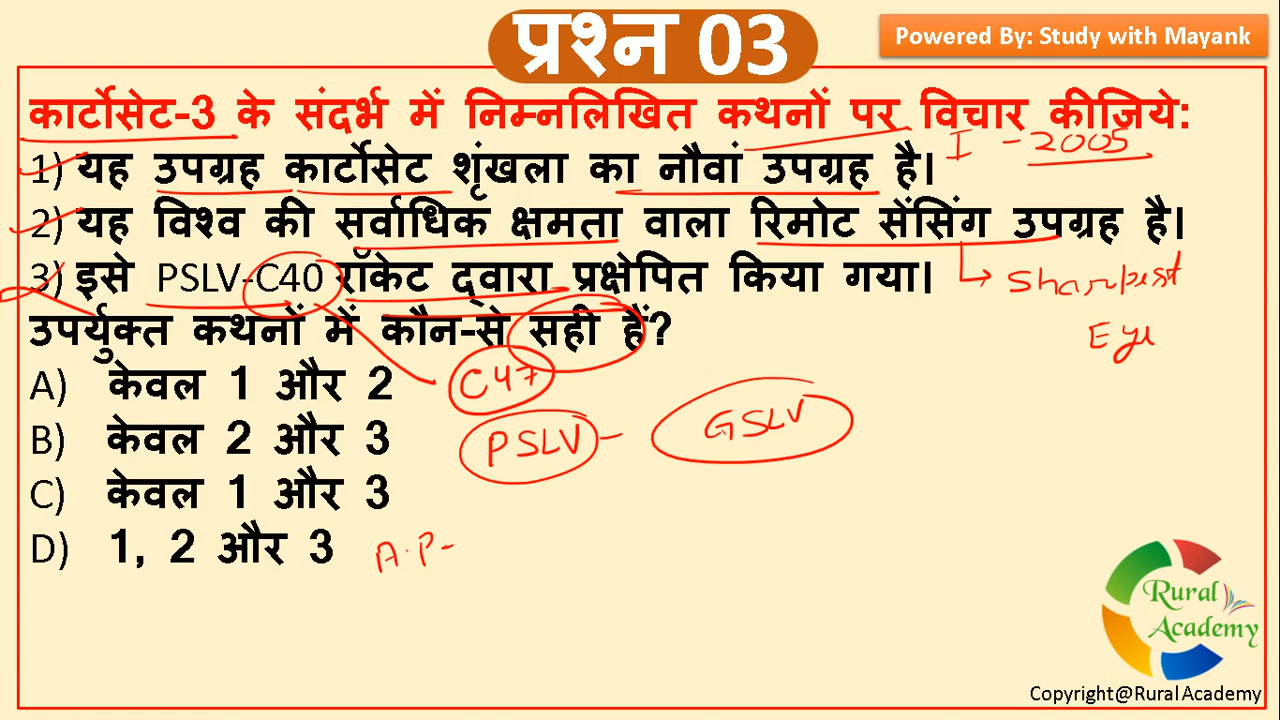 प्रश्न 03
Powered By: Study with Mayank
कार्टोसेट-3 के संदर्भ में निम्नलिखित कथनों पर विचार कीजिये:
I - 2005
1) यह उपग्रह कार्टोसेट शृंखला का नौवां उपग्रह है।
2) यह विश्व की सर्वाधिक क्षमता वाला रिमोट सेंसिंग उपग्रह है।
3) इसे PSLV-C40 रॉकेट द्वारा प्रक्षेपित किया गया।
Sharpest
Eye
उपर्युक्त कथनों में कौन-से सही हैं?
A) केवल 1 और 2
C47
B) केवल 2 और 3
PSLV - GSLV
C) केवल 1 और 3
D) 1, 2 और 3
A.P-
Rural
Academy
Copyright@Rural Academy